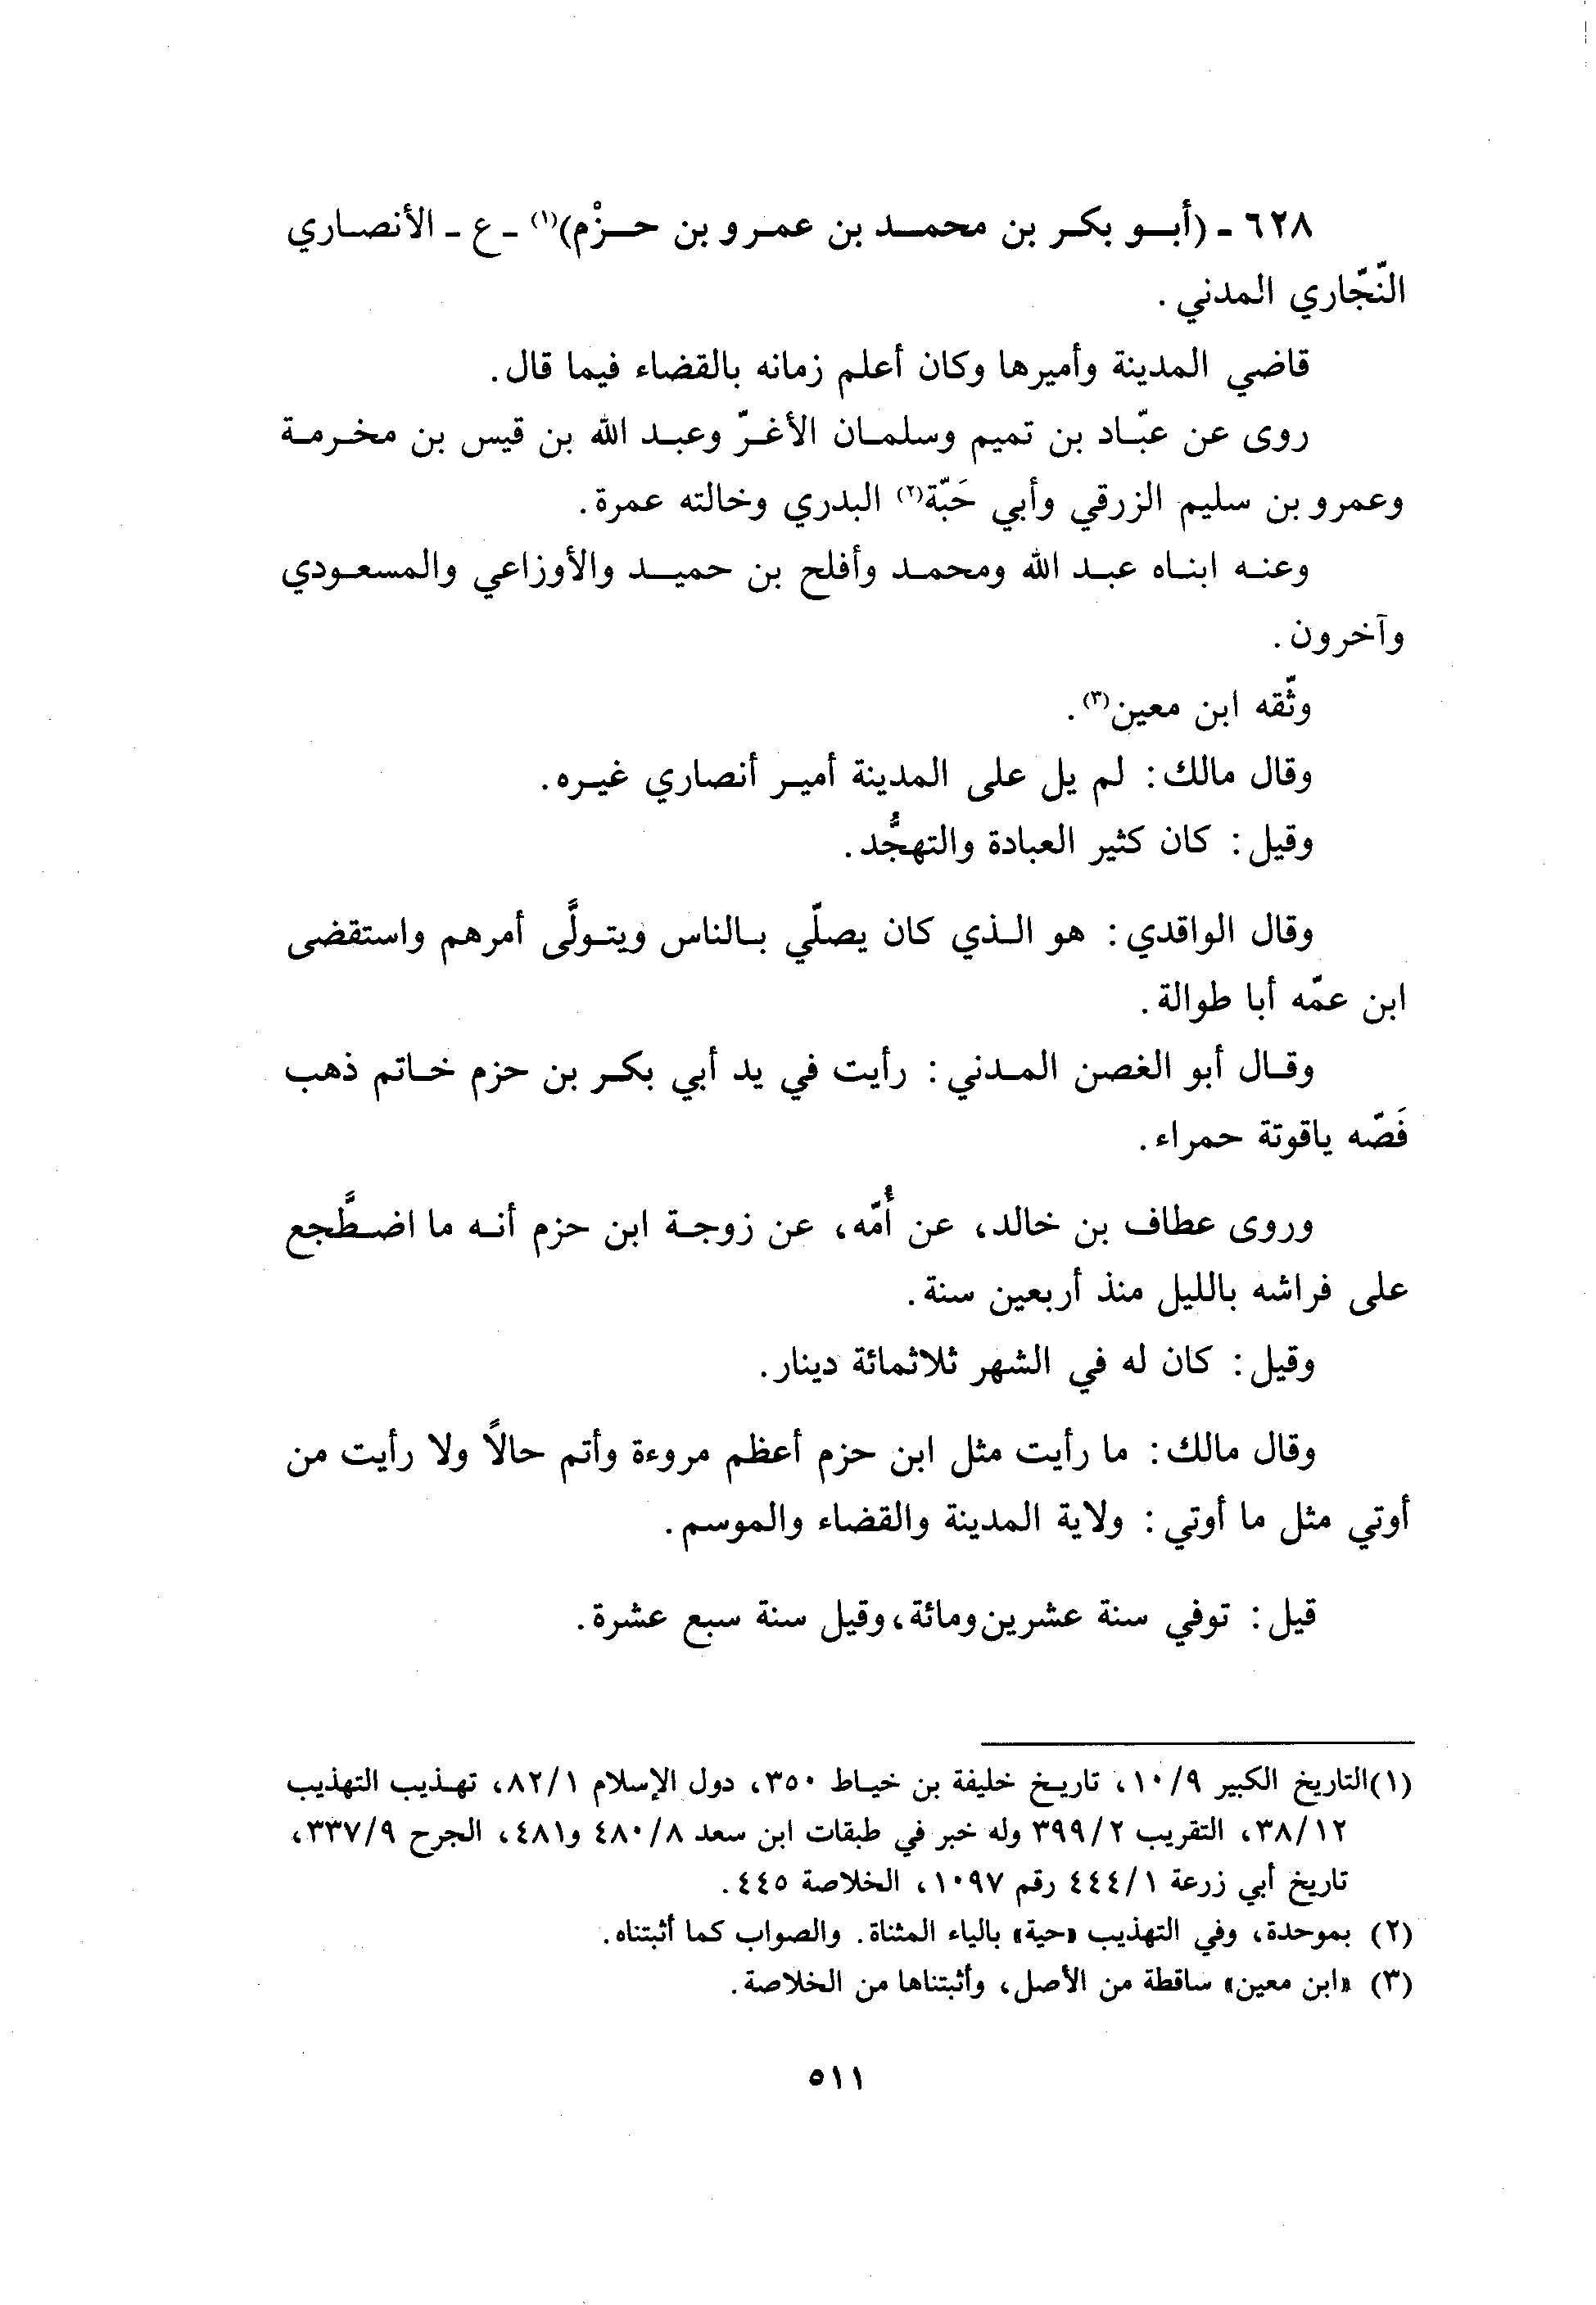 ٦٢٨ - (أبو بكر بن محمد بن عمرو بن حزْم)(١) - ع - الأنصاري
النّجّاري المدني .
قاضي المدينة وأميرها وكان أعلم زمانه بالقضاء فيما قال.
روى عن عبّاد بن تميم وسلمان الأغرّ وعبد الله بن قيس بن مخرمة
وعمرو بن سليم الزرقي وأبي حَبّة(٢) البدري وخالته عمرة.
وعنه ابناه عبد الله ومحمد وأفلح بن حميد والأوزاعي والمسعودي
وآخرون.
وثّقه ابن معين(٣).
وقال مالك: لم يل على المدينة أمير أنصاري غيره.
وقيل: كان كثير العبادة والتهجُّد.
وقال الواقدي: هو الذي كان يصلّي بالناس ويتولَّى أمرهم واستقضى
ابن عمّه أبا طوالة.
وقال أبو الغصن المدني: رأيت في يد أبي بكر بن حزم خاتم ذهب
فَصّه ياقوتة حمراء.
وروى عطاف بن خالد، عن أُمّه، عن زوجة ابن حزم أنه ما اضطَّجع
على فراشه بالليل منذ أربعين سنة.
وقيل: كان له في الشهر ثلاثمائة دينار.
وقال مالك: ما رأيت مثل ابن حزم أعظم مروءة وأتم حالاً ولا رأيت من
أوتي مثل ما أوتي: ولاية المدينة والقضاء والموسم.
قيل: توفي سنة عشرين ومائة، وقيل سنة سبع عشرة.
(١) التاريخ الكبير ١٠/٩، تاريخ خليفة بن خياط ٣٥٠، دول الإسلام ٨٢/١، تهذيب التهذيب
٣٨/١٢، التقريب ٣٩٩/٢ وله خبر في طبقات ابن سعد ٤٨٠/٨ و٤٨١، الجرح ٣٣٧/٩،
تاريخ أبي زرعة ٤٤٤/١ رقم ١٠٩٧، الخلاصة ٤٤٥.
(٢) بموحدة، وفي التهذيب «حية» بالياء المثناة. والصواب كما أثبتناه.
(٣) «ابن معين» ساقطة من الأصل، وأثبتناها من الخلاصة.
٥١١